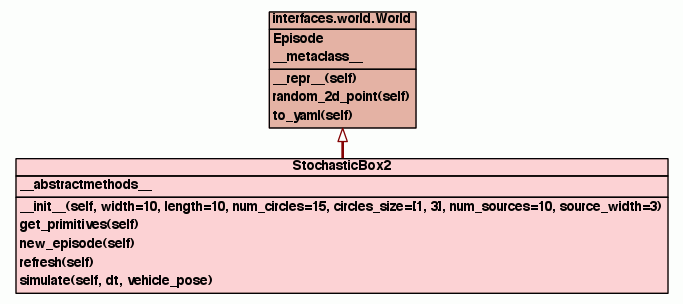 interfaces.world.World
Episode
__metaclass__
__repr__(self)
random_2d_point(self)
to_yaml(self)
StochasticBox2
__abstractmethods__
__init__(self, width=10, length=10, num_circles=15, circles_size=[1, 3], num_sources=10, source_width=3)
get_primitives(self)
new_episode(self)
refresh(self)
simulate(self, dt, vehicle_pose)